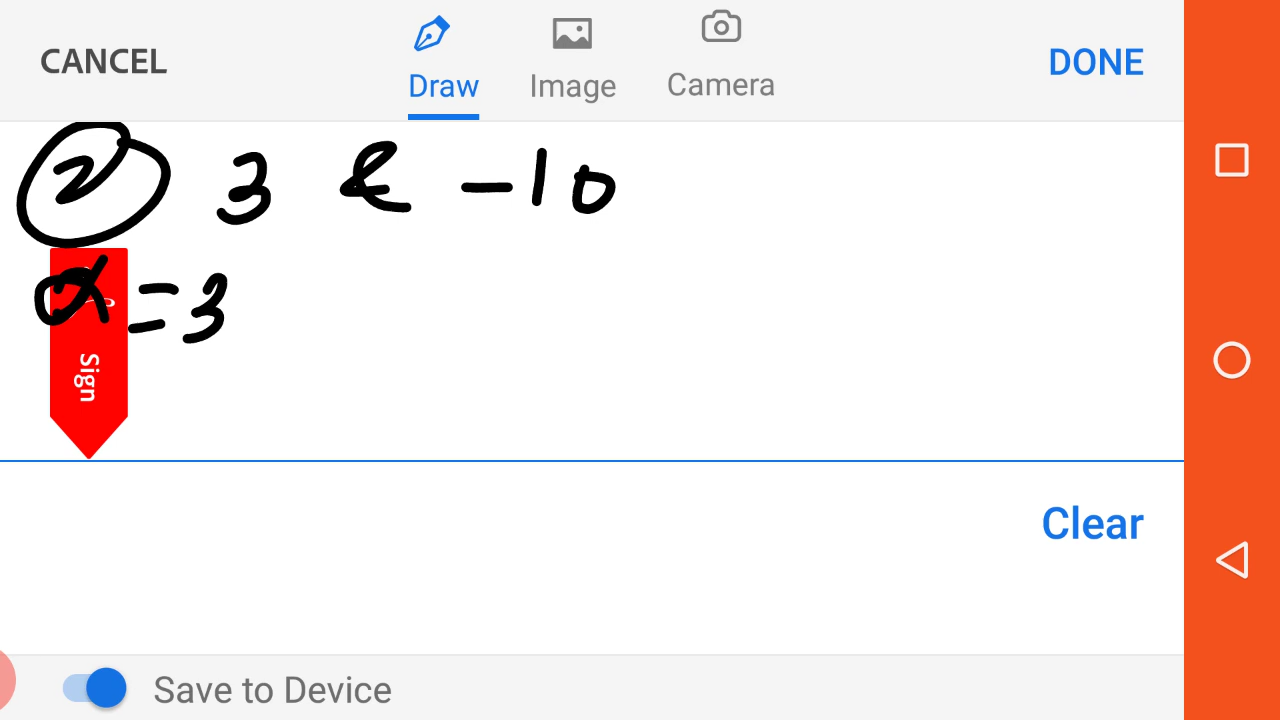 CANCEL Draw Image Camera DONE
② 3 & -10
α = 3
Sign
Clear
Save to Device